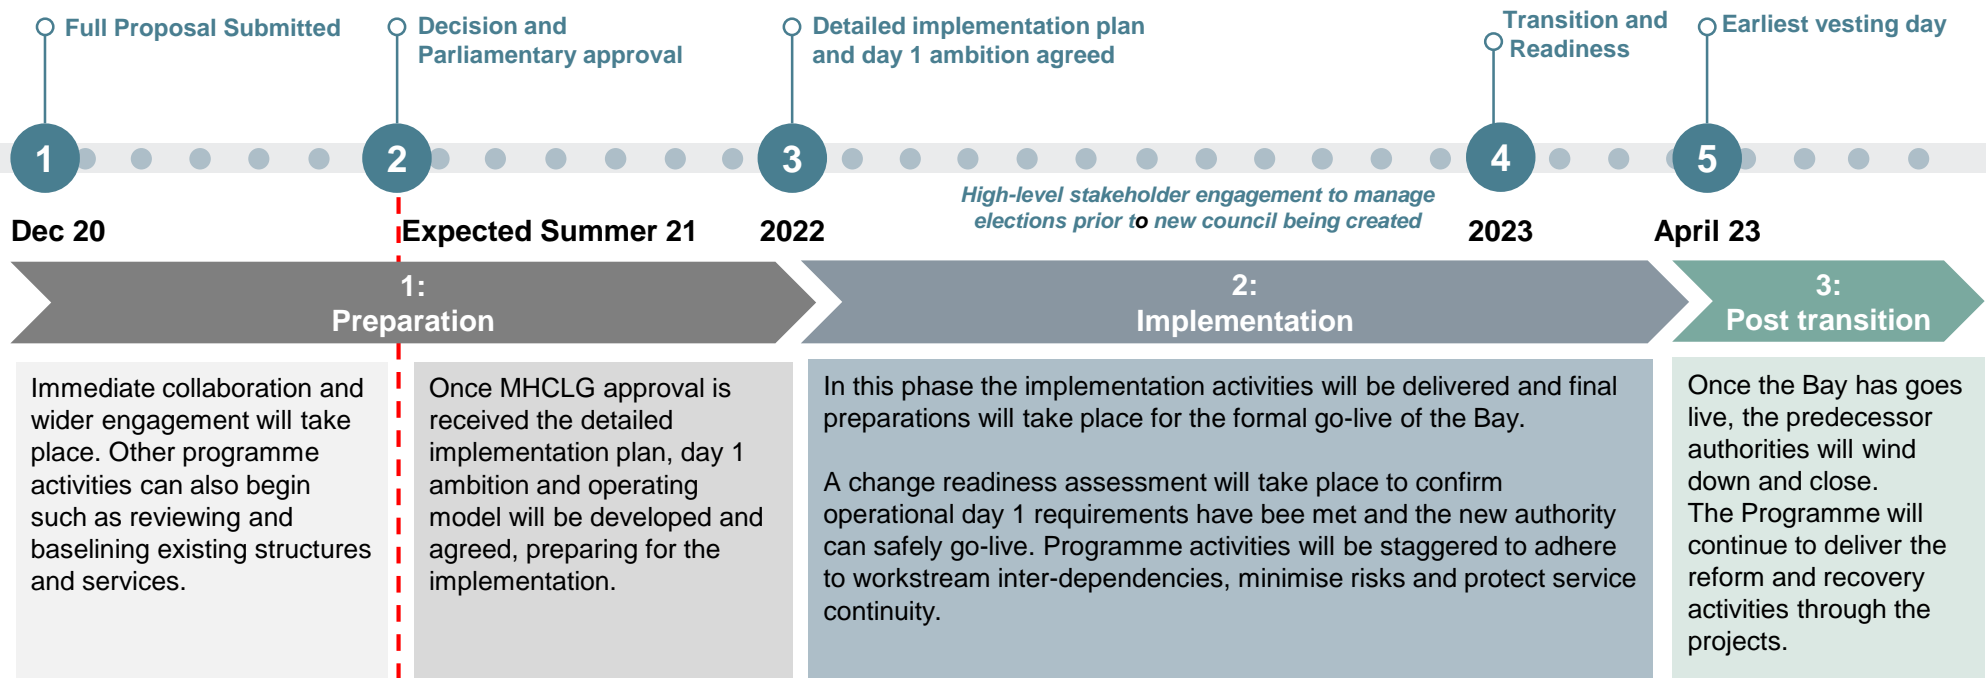 Full Proposal Submitted
Decision and
Parliamentary approval
Detailed implementation plan
and day 1 ambition agreed
Transition and
Readiness
Earliest vesting day
1
2
3
4
5
High-level stakeholder engagement to manage
elections prior to new council being created
Dec 20
Expected Summer 21
2022
2023
April 23
1:
Preparation
2:
Implementation
3:
Post transition
Immediate collaboration and
wider engagement will take
place. Other programme
activities can also begin
such as reviewing and
baselining existing structures
and services.
Once MHCLG approval is
received the detailed
implementation plan, day 1
ambition and operating
model will be developed and
agreed, preparing for the
implementation.
In this phase the implementation activities will be delivered and final
preparations will take place for the formal go-live of the Bay.
A change readiness assessment will take place to confirm
operational day 1 requirements have bee met and the new authority
can safely go-live. Programme activities will be staggered to adhere
to workstream inter-dependencies, minimise risks and protect service
continuity.
Once the Bay has goes
live, the predecessor
authorities will wind
down and close.
The Programme will
continue to deliver the
reform and recovery
activities through the
projects.